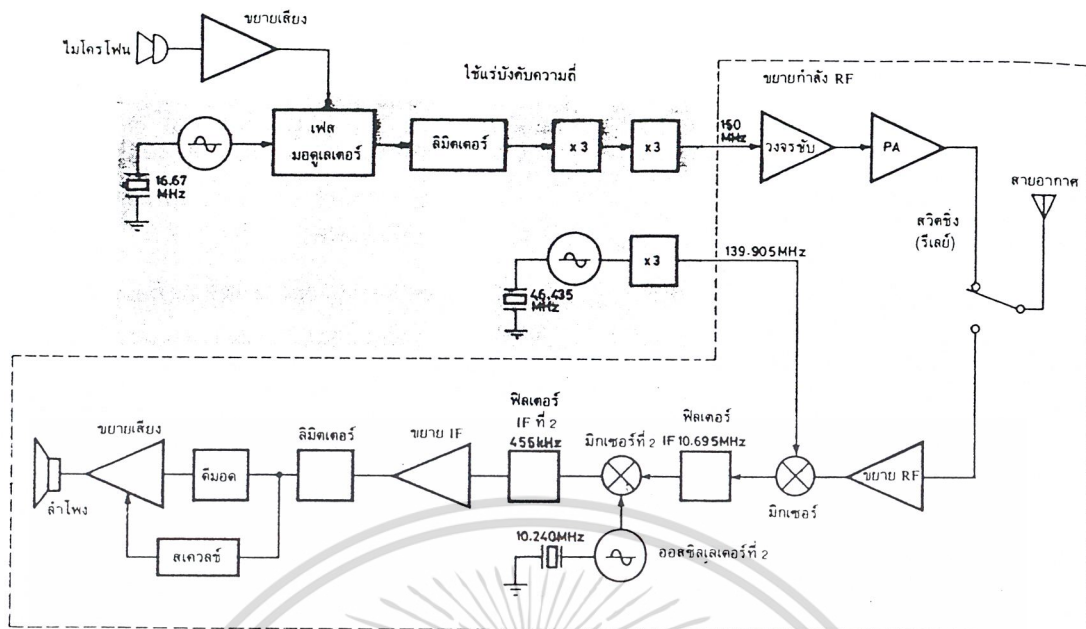 ขยายเสียง
ไมโครโฟน
ใช้แร่บังคับความถี่
ขยายกำลัง RF
เฟส
มอดูเลเตอร์
ลิมิตเตอร์
x 3
x 3
150
MHz
วงจรขับ
PA
16.67
MHz
สายอากาศ
สวิตชิ่ง
(รีเลย์)
x 3
139.905MHz
46.435
MHz
ฟิลเตอร์
IF ที่ 2
455kHz
ขยายเสียง
ลิมิตเตอร์
ขยาย IF
มิกเซอร์ที่ 2
ฟิลเตอร์
IF 10.695MHz
ดีมอด
ขยาย RF
ลำโพง
มิกเซอร์
สเควลช์
10.240MHz
ออสซิลเลเตอร์ที่ 2